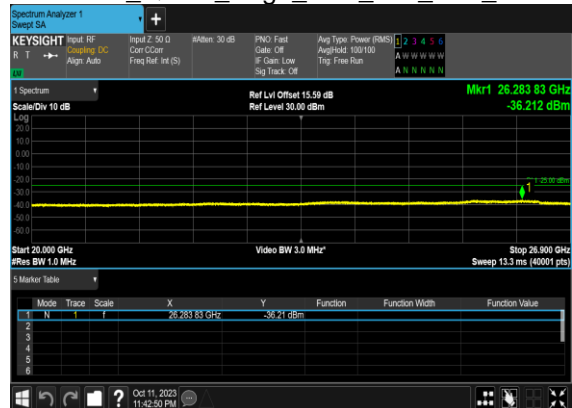 Spectrum Analyzer 1
Swept SA
+
KEYSIGHT Input: RF Input Z: 50 Ω #Atten: 30 dB PNO: Fast Avg Type: Power (RMS) 1 2 3 4 5 6
R T Coupling: DC Corr CCorr Gate: Off Avg|Hold: 100/100 A W W W W W
Align: Auto Freq Ref: Int (S) IF Gain: Low Trig: Free Run
Sig Track: Off A N N N N N
1 Spectrum Ref Lvl Offset 15.59 dB Mkr1 26.283 83 GHz
Scale/Div 10 dB Ref Level 30.00 dBm -36.212 dBm
Log
20.0
10.0
0.00
-10.0
-20.0
-25.00 dBm
-30.0 1
-40.0
-50.0
-60.0
Start 20.000 GHz Video BW 3.0 MHz* Stop 26.900 GHz
#Res BW 1.0 MHz Sweep 13.3 ms (40001 pts)
5 Marker Table
Mode Trace Scale X Y Function Function Width Function Value
1 N 1 f 26.283 83 GHz -36.21 dBm
2
3
4
5
6
? Oct 11, 2023
11:42:50 PM